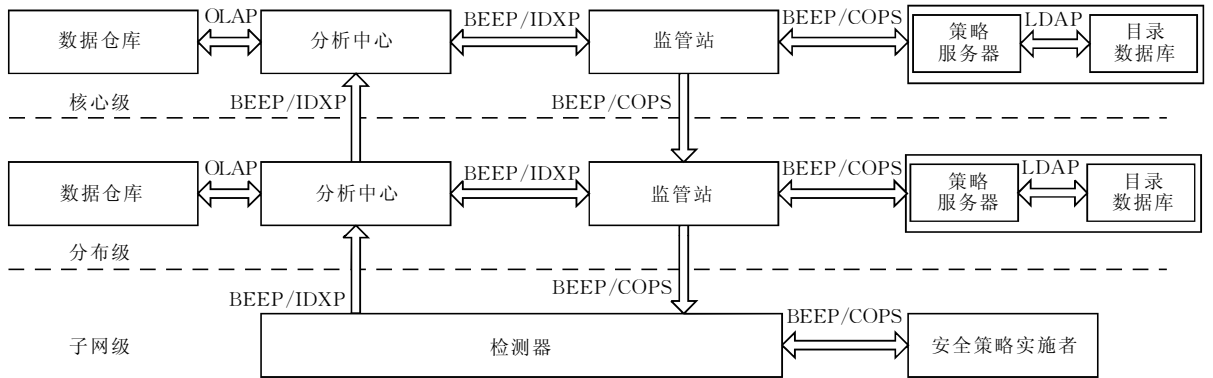 OLAP
BEEP/IDXP
BEEP/COPS
数据仓库
分析中心
监管站
策略
服务器
LDAP
目录
数据库
核心级
BEEP/IDXP
BEEP/COPS
OLAP
BEEP/IDXP
BEEP/COPS
数据仓库
分析中心
监管站
策略
服务器
LDAP
目录
数据库
分布级
BEEP/IDXP
BEEP/COPS
子网级
检测器
BEEP/COPS
安全策略实施者